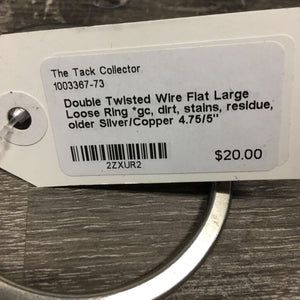 The Tack Collector
1003367-73
Double Twisted Wire Flat Large
Loose Ring *gc, dirt, stains, residue,
older Silver/Copper 4.75/5"
2ZXUR2
$20.00